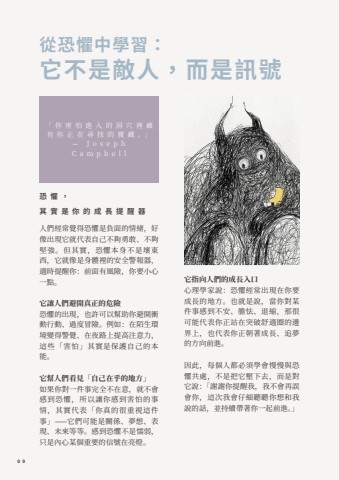 從恐懼中學習：
它不是敵人，而是訊號
「你害怕進入的洞穴裡藏
有你正在尋找的寶藏。」
— Joseph
Campbell
恐懼，
其實是你的成長提醒器
人們經常覺得恐懼是負面的情緒，好
像出現它就代表自己不夠勇敢、不夠
堅強。但其實，恐懼本身不是壞東
西，它就像是身體裡的安全警報器，
適時提醒你：前面有風險，你要小心
一點。
它讓人們避開真正的危險
恐懼的出現，也許可以幫助你避開衝
動行動、過度冒險。例如：在陌生環
境變得警覺、在夜路上提高注意力，
這些「害怕」其實是保護自己的本
能。
它幫人們看見「自己在乎的地方」
如果你對一件事完全不在意，就不會
感到恐懼，所以讓你感到害怕的事
情，其實代表「你真的很重視這件
事」——它們可能是關係、夢想、表
現、未來等等。感到恐懼不是懦弱，
只是內心某個重要的信號在亮燈。
它指向人們的成長入口
心理學家說：恐懼經常出現在你要
成長的地方。也就是說，當你對某
件事感到不安、膽怯、退縮，那很
可能代表你正站在突破舒適圈的邊
界上，也代表你正朝著成長、追夢
的方向前進。
因此，每個人都必須學會慢慢與恐
懼共處，不是把它壓下去，而是對
它說：「謝謝你提醒我，我不會再誤
會你，這次我會仔細聽聽你想和我
說的話，並持續帶著你一起前進。」